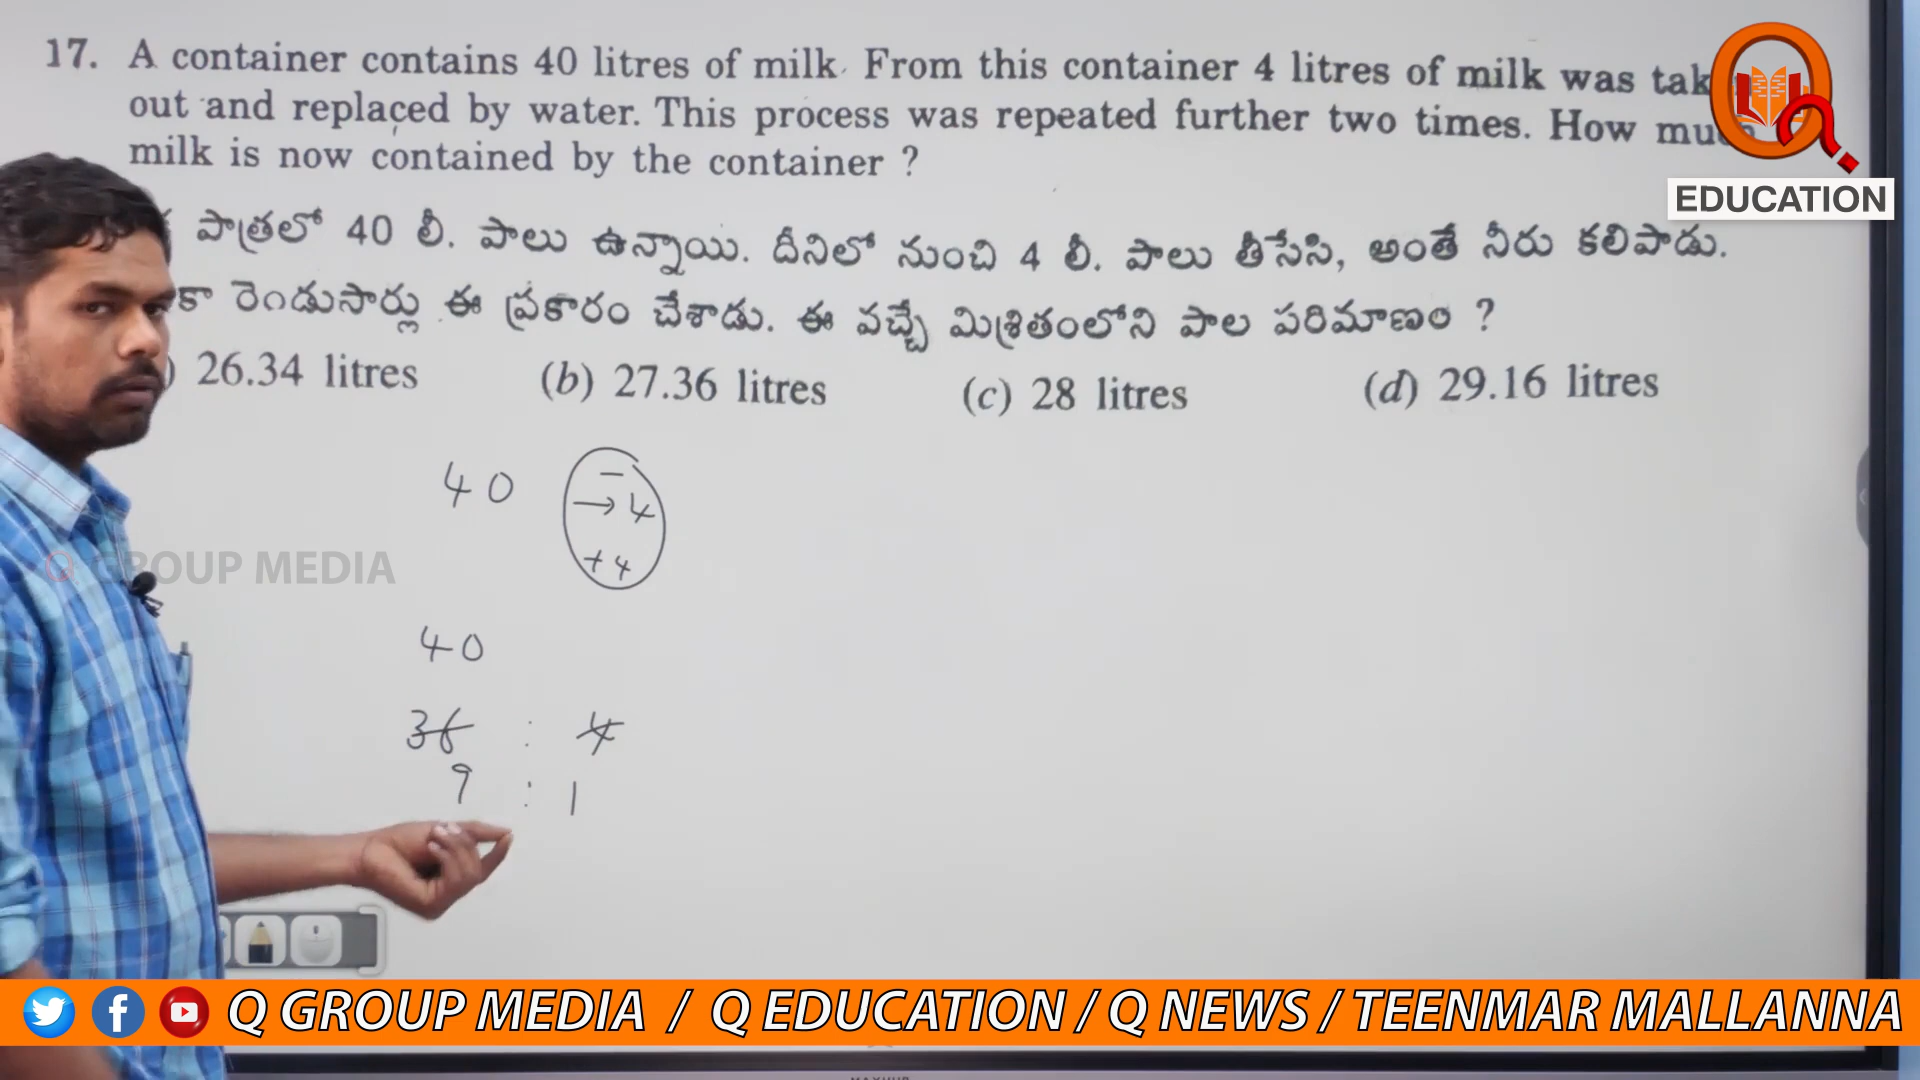 17. A container contains 40 litres of milk. From this container 4 litres of milk was tak
out and replaced by water. This process was repeated further two times. How much
milk is now contained by the container ?
పాత్రలో 40 లీ. పాలు ఉన్నాయి. దీనిలో నుంచి 4 లీ. పాలు తీసేసి, అంతే నీరు కలిపాడు.
కా రెండుసార్లు ఈ ప్రకారం చేశాడు. ఈ వచ్చే మిశ్రితంలోని పాల పరిమాణం ?
) 26.34 litres (b) 27.36 litres (c) 28 litres (d) 29.16 litres
EDUCATION
40 – → 4
+4
Q GROUP MEDIA
40
36 : 4
9 : 1
Q GROUP MEDIA / Q EDUCATION / Q NEWS / TEENMAR MALLANNA